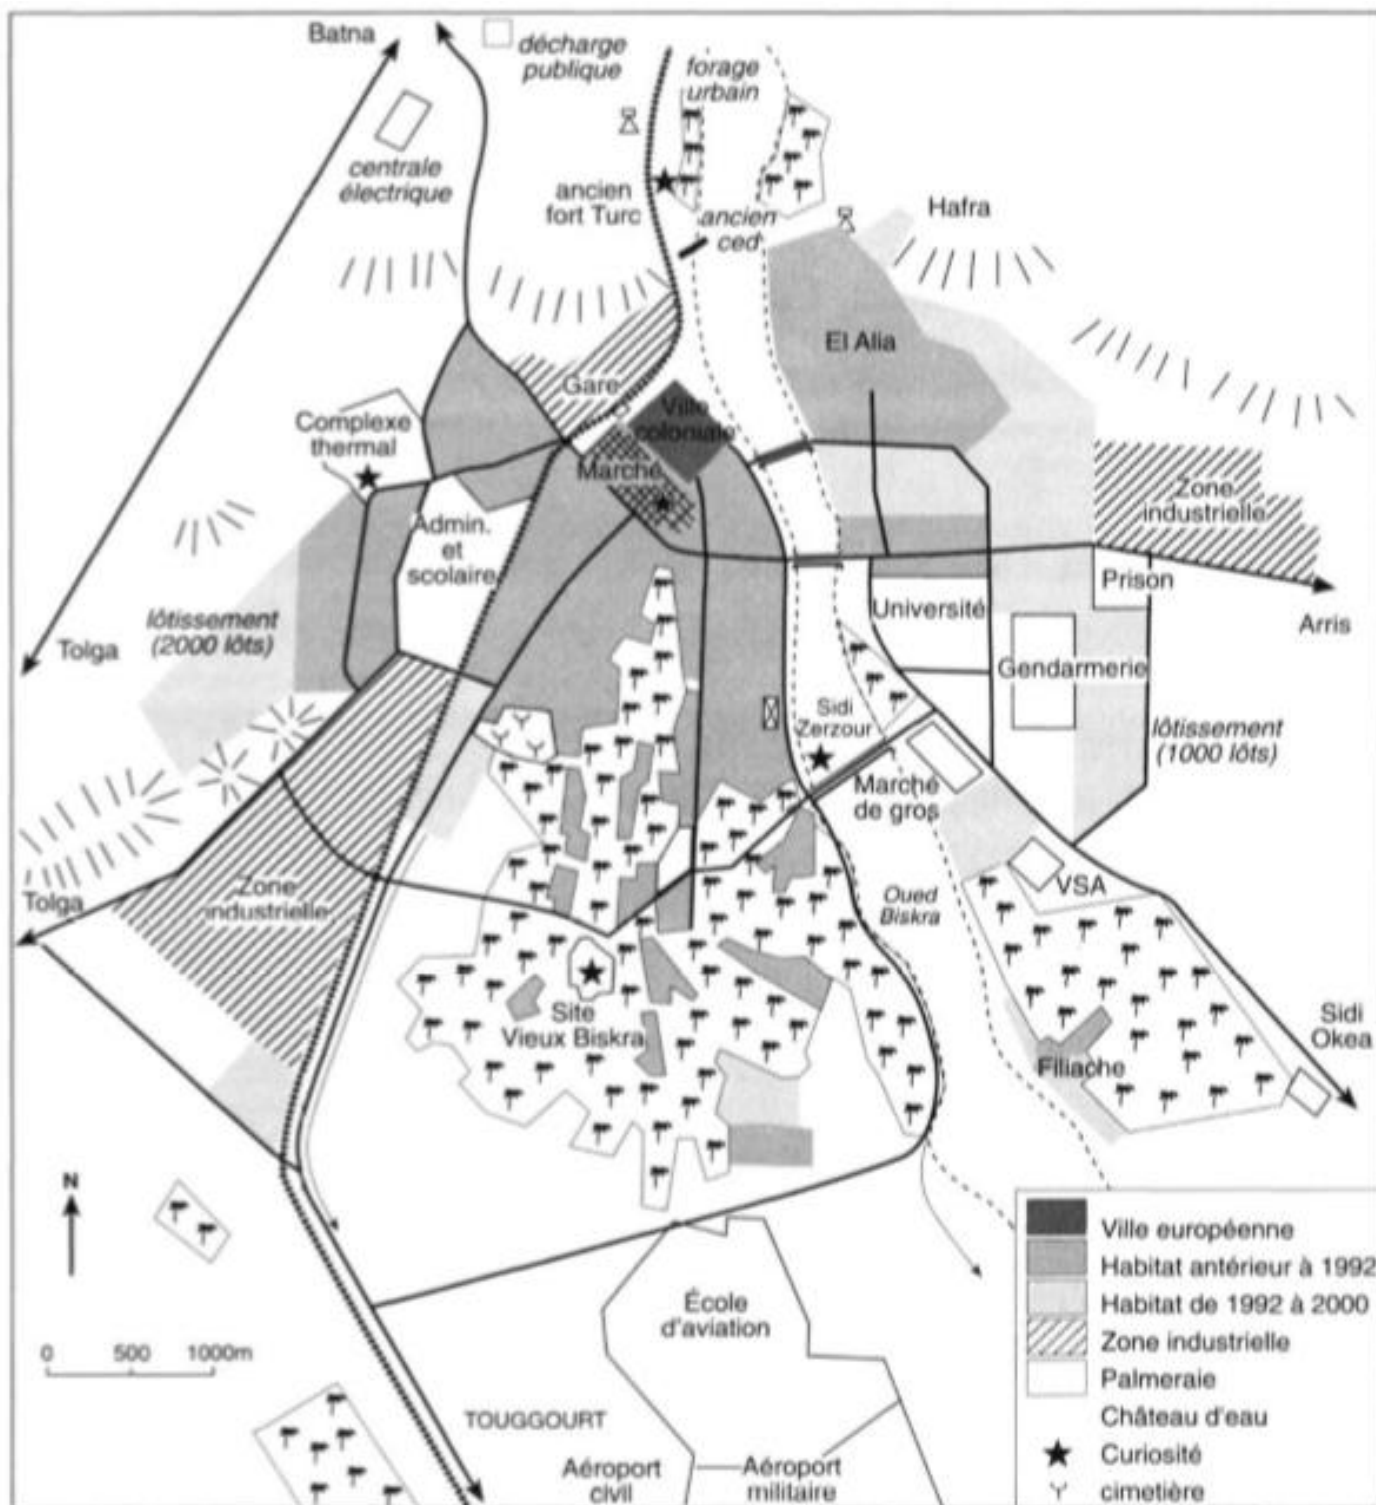 Batna
décharge
publique
forage
urbain
centrale
électrique
ancien
fort Turc
ancien
ced
Hafra
El Alia
Gare
Ville
coloniale
Complexe
thermal
Marché
Zone
industrielle
Admin.
et
scolaire
Prison
Université
Arris
lôtissement
(2000 lôts)
Tolga
Gendarmerie
Sidi
Zerzour
lôtissement
(1000 lôts)
Marché
de gros
Zone
industrielle
Tolga
VSA
Oued
Biskra
Site
Vieux Biskra
Sidi
Okea
Filiache
N
0 500 1000m
École
d'aviation
TOUGGOURT
Aéroport
civil
Aéroport
militaire
Ville européenne
Habitat antérieur à 1992
Habitat de 1992 à 2000
Zone industrielle
Palmeraie
Château d'eau
Curiosité
cimetière